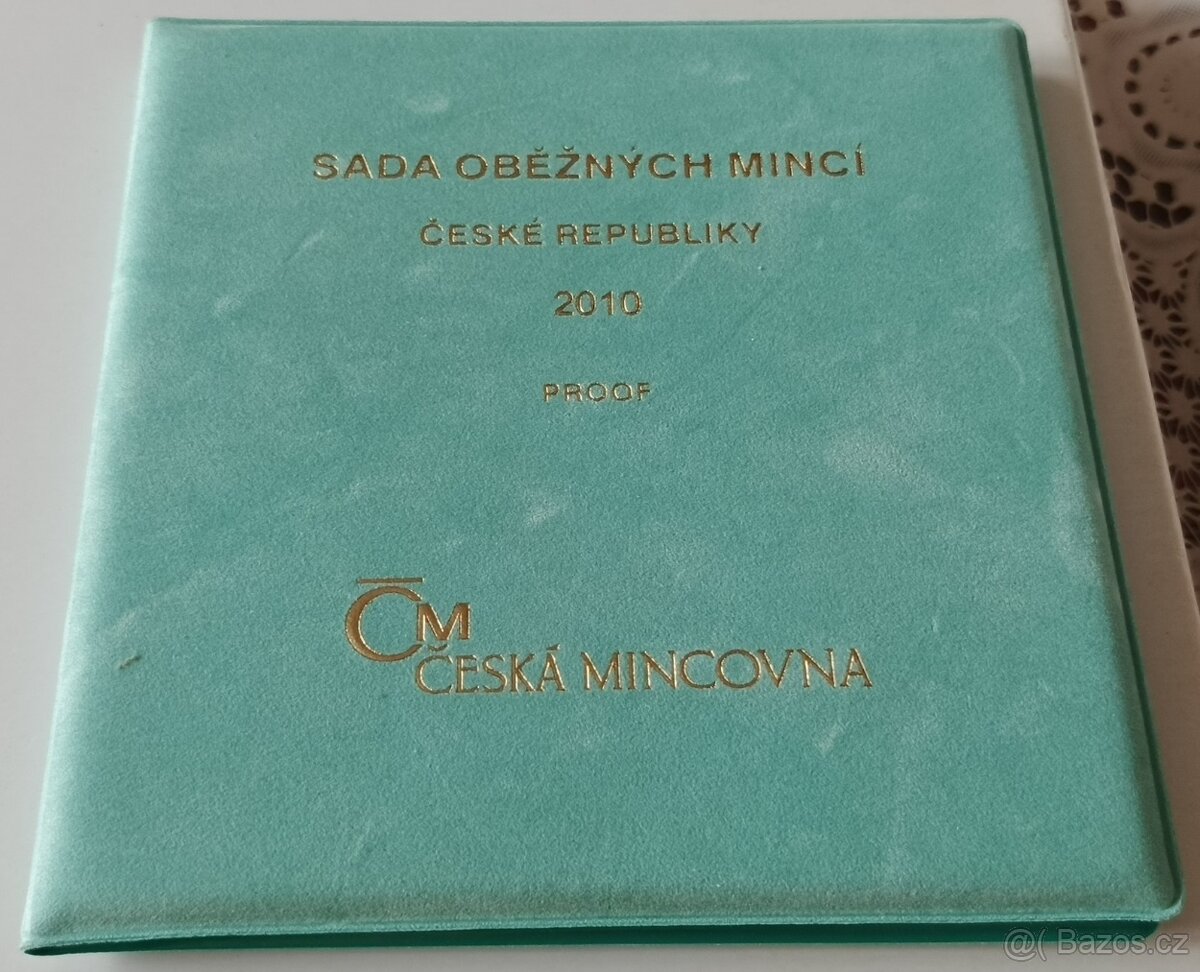 SADA OBĚŽNÝCH MINCÍ
ČESKÉ REPUBLIKY
2010
PROOF
ČM
ČESKÁ MINCOVNA
@( Bazos.cz